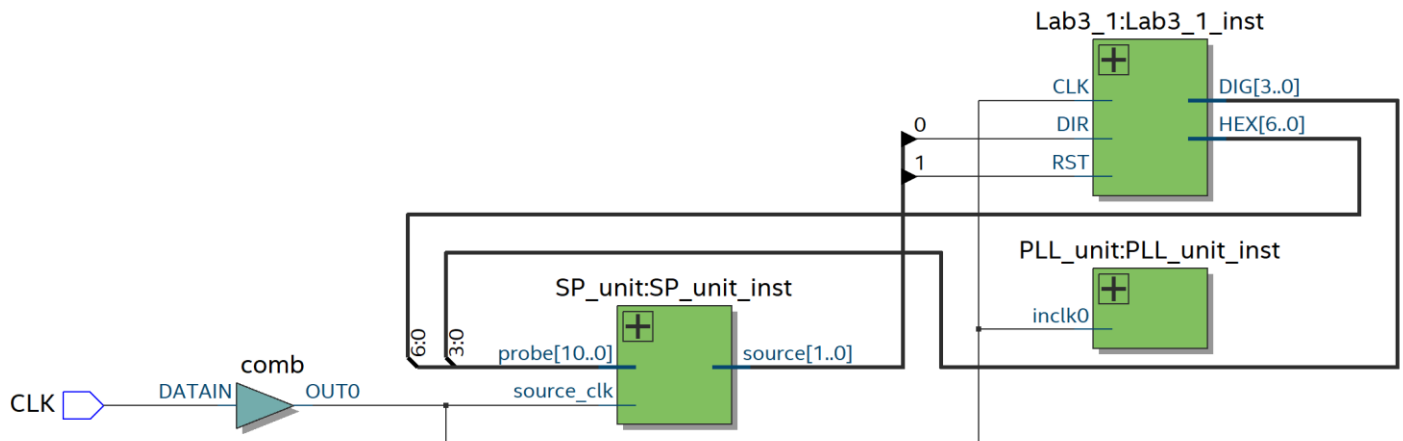 Lab3_1:Lab3_1_inst
CLK
DIG[3..0]
0
DIR
HEX[6..0]
1
RST
PLL_unit:PLL_unit_inst
inclk0
SP_unit:SP_unit_inst
6:0
3:0
probe[10..0]
source[1..0]
source_clk
comb
CLK
DATAIN
OUT0